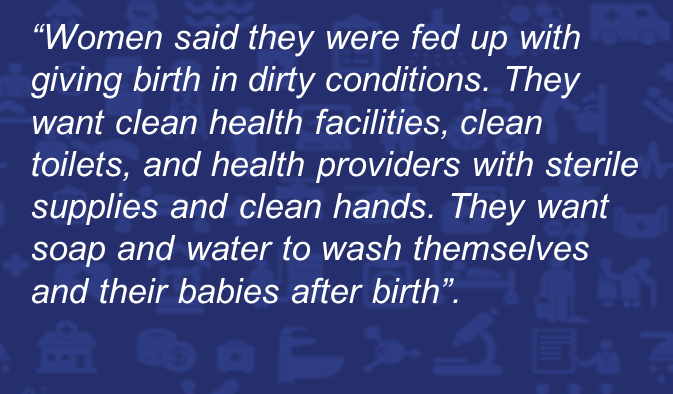 “Women said they were fed up with
giving birth in dirty conditions. They
want clean health facilities, clean
toilets, and health providers with sterile
supplies and clean hands. They want
soap and water to wash themselves
and their babies after birth”.